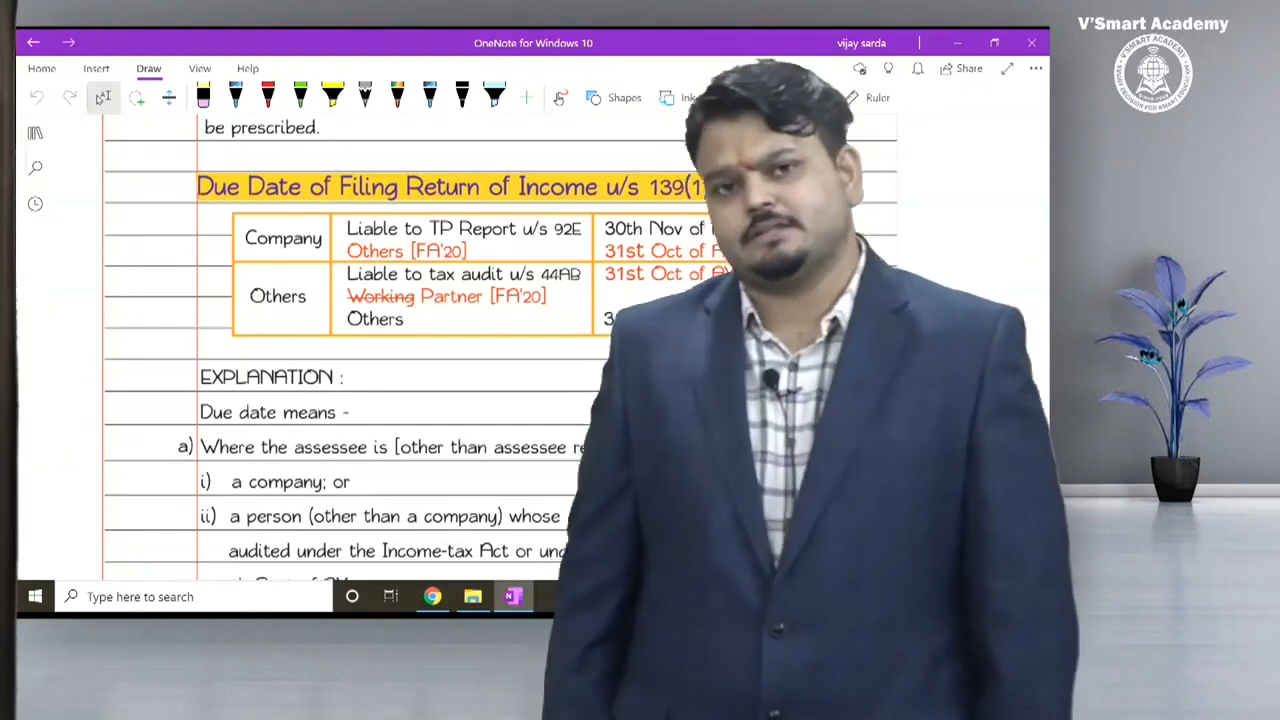 V'Smart Academy
OneNote for Windows 10
vijay sarda
Home Insert Draw View Help
Share
Shapes
Ink
Ruler
be prescribed.
Due Date of Filing Return of Income u/s 139(1)
Company
Liable to TP Report u/s 92E
30th Nov of
Others [FA'20]
31st Oct of
Others
Liable to tax audit u/s 44AB
31st Oct of
Working Partner [FA'20]
Others
3
EXPLANATION :
Due date means -
a) Where the assessee is [other than assessee re
i) a company; or
ii) a person (other than a company) whose
audited under the Income-tax Act or un
Type here to search